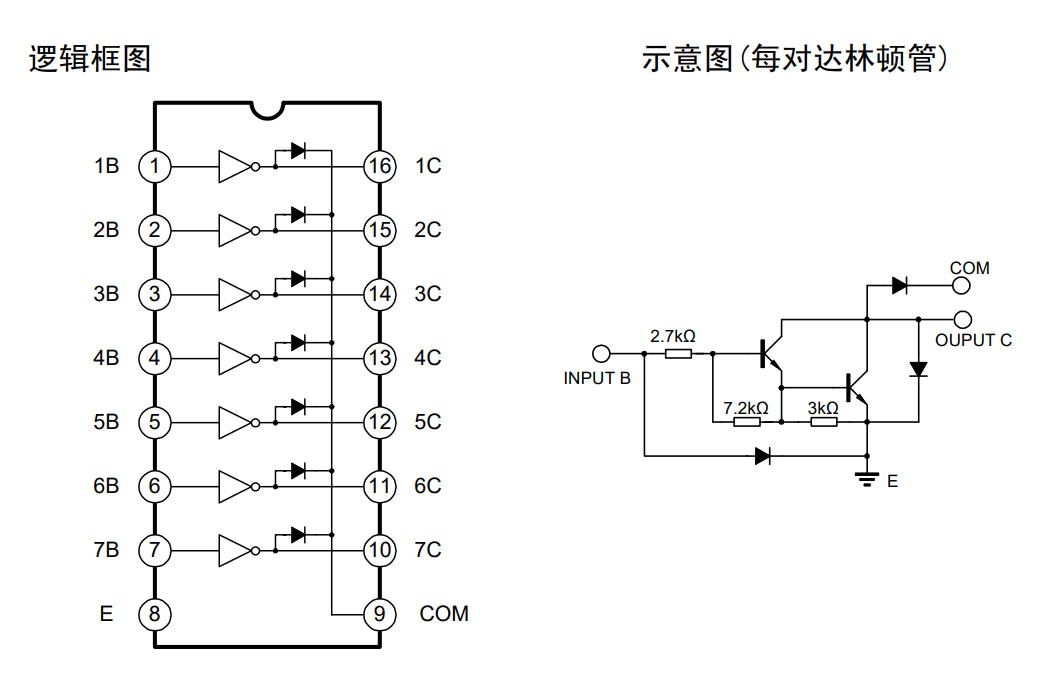 逻辑框图
示意图(每对达林顿管)
1B 1 16 1C
2B 2 15 2C
3B 3 14 3C
4B 4 13 4C
5B 5 12 5C
6B 6 11 6C
7B 7 10 7C
E 8 9 COM
COM
OUPUT C
2.7kΩ
INPUT B
7.2kΩ 3kΩ
E